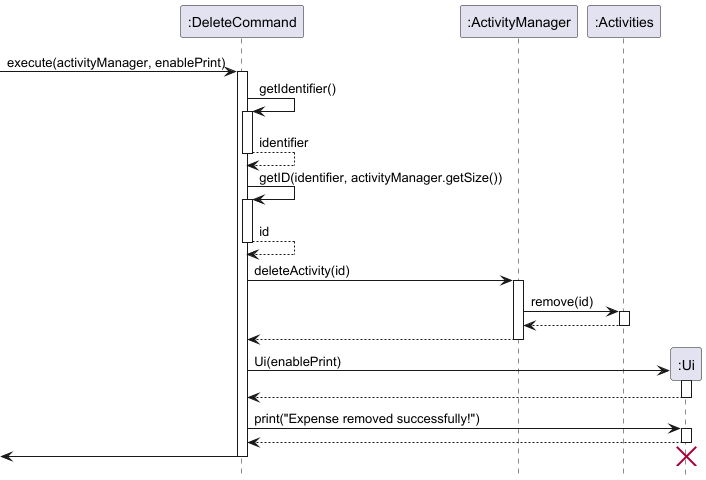 :DeleteCommand
:ActivityManager
:Activities
execute(activityManager, enablePrint)
getIdentifier()
identifier
getID(identifier, activityManager.getSize())
id
deleteActivity(id)
remove(id)
Ui(enablePrint)
:Ui
print("Expense removed successfully!")